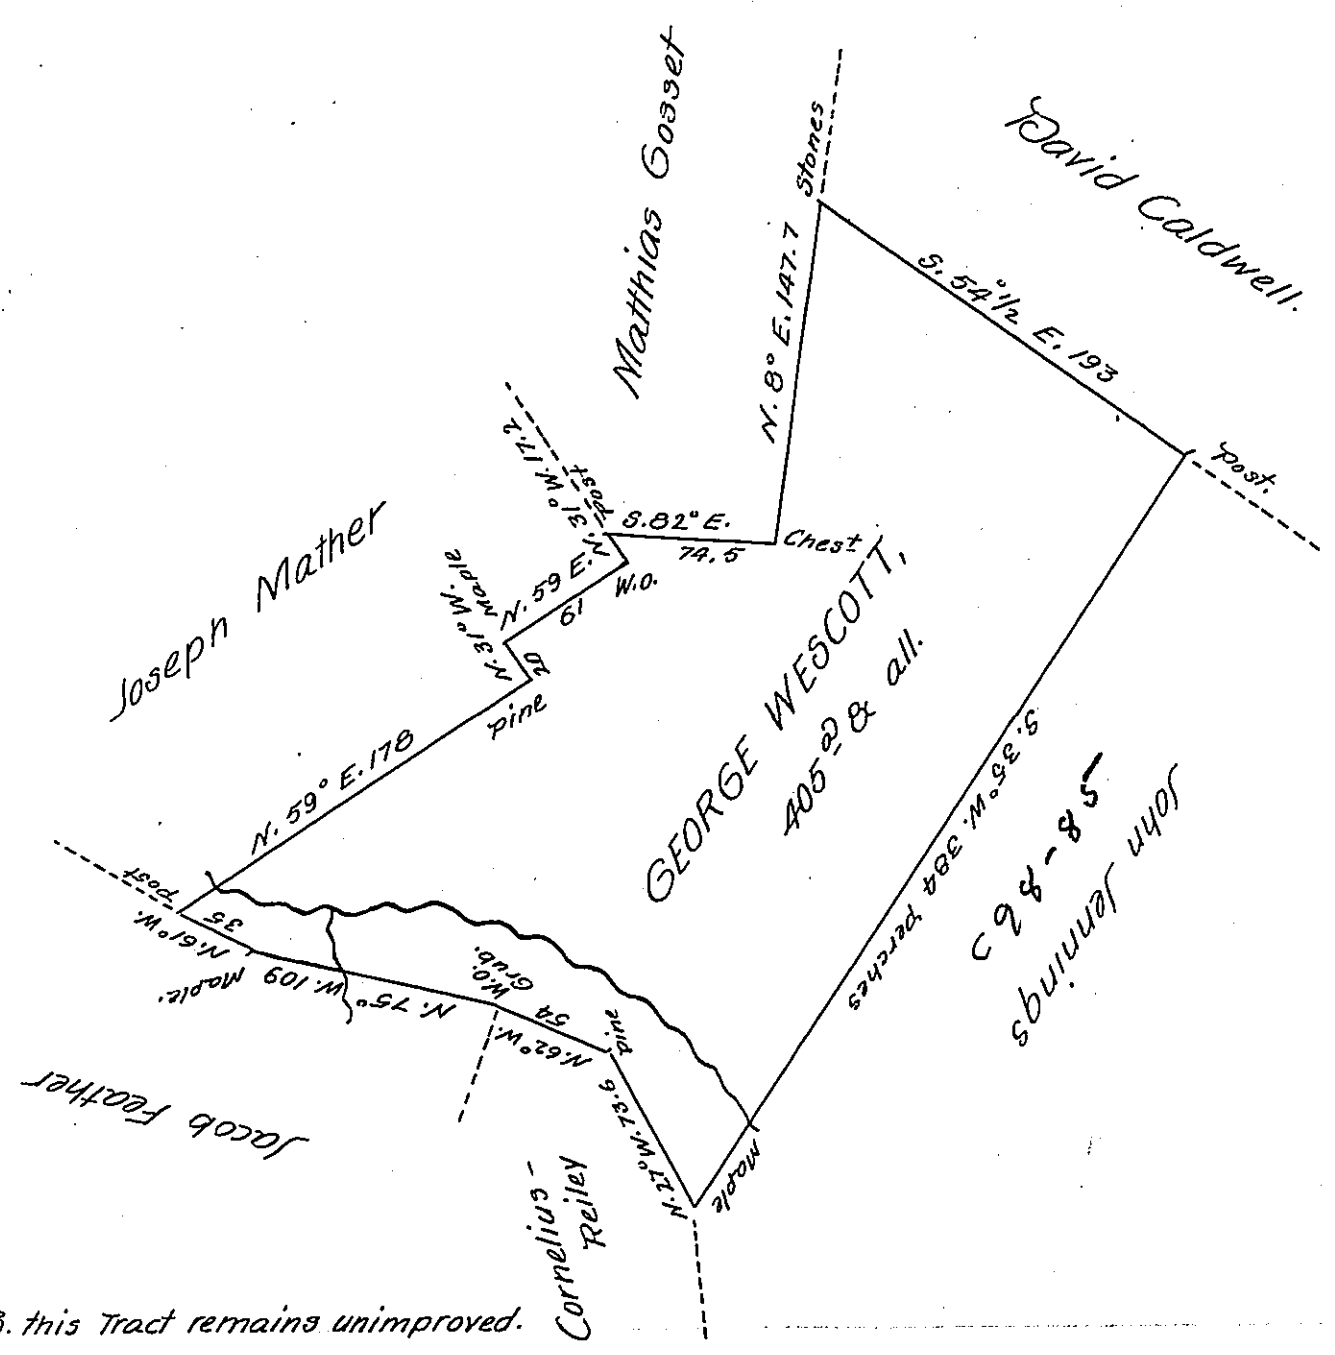 Matthias Gosset
David Caldwell.
Stones
N. 8° E. 147.7
S. 54°1/2 E. 193
Post.
N. 31° W. 17.2
Post
S. 82° E.
74.5
Chest
Joseph Mather
Maple
N. 59 E.
61
W.O.
N. 31° W.
20
Pine
N. 59° E. 178
GEORGE WESCOTT,
405 a & all.
S. 35° W. 384 perches
C98-85
John Jennings
Post
N. 61° W.
35
Maple.
N. 75° W. 109
W.O.
Grub.
N. 62° W.
54
Pine
N. 27° W. 73.6
Maple
Jacob Feather
Cornelius-
Reiley
B. this Tract remains unimproved.